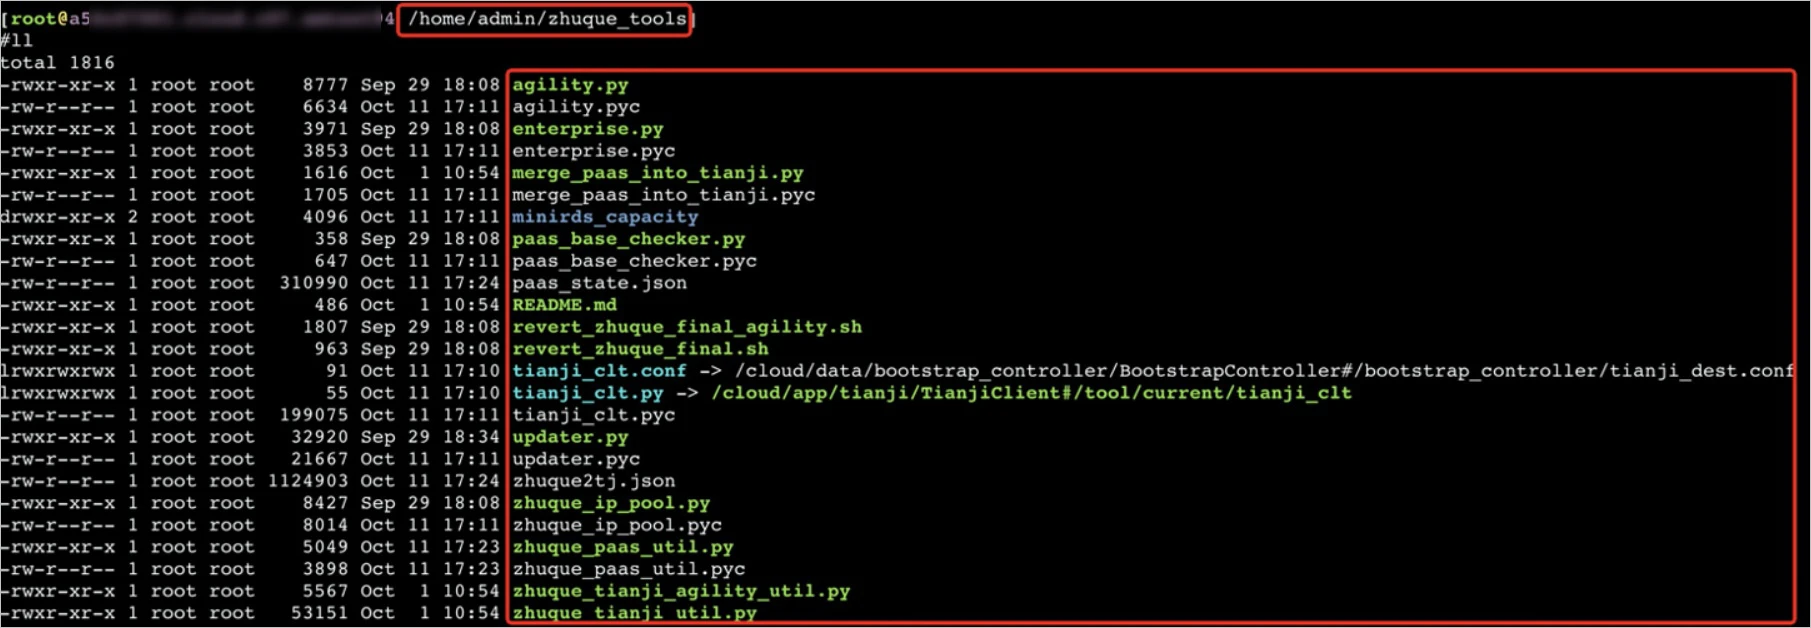 [root@a5 4 /home/admin/zhuque_tools]
#ll
total 1816
-rwxr-xr-x 1 root root 8777 Sep 29 18:08 agility.py
-rw-r--r-- 1 root root 6634 Oct 11 17:11 agility.pyc
-rwxr-xr-x 1 root root 3971 Sep 29 18:08 enterprise.py
-rw-r--r-- 1 root root 3853 Oct 11 17:11 enterprise.pyc
-rwxr-xr-x 1 root root 1616 Oct 1 10:54 merge_paas_into_tianji.py
-rw-r--r-- 1 root root 1705 Oct 11 17:11 merge_paas_into_tianji.pyc
drwxr-xr-x 2 root root 4096 Oct 11 17:11 minirds_capacity
-rwxr-xr-x 1 root root 358 Sep 29 18:08 paas_base_checker.py
-rw-r--r-- 1 root root 647 Oct 11 17:11 paas_base_checker.pyc
-rw-r--r-- 1 root root 310990 Oct 11 17:24 paas_state.json
-rwxr-xr-x 1 root root 486 Oct 1 10:54 README.md
-rwxr-xr-x 1 root root 1807 Sep 29 18:08 revert_zhuque_final_agility.sh
-rwxr-xr-x 1 root root 963 Sep 29 18:08 revert_zhuque_final.sh
lrwxrwxrwx 1 root root 91 Oct 11 17:10 tianji_clt.conf -> /cloud/data/bootstrap_controller/BootstrapController#/bootstrap_controller/tianji_dest.conf
lrwxrwxrwx 1 root root 55 Oct 11 17:10 tianji_clt.py -> /cloud/app/tianji/TianjiClient#/tool/current/tianji_clt
-rw-r--r-- 1 root root 199075 Oct 11 17:11 tianji_clt.pyc
-rwxr-xr-x 1 root root 32920 Sep 29 18:34 updater.py
-rw-r--r-- 1 root root 21667 Oct 11 17:11 updater.pyc
-rw-r--r-- 1 root root 1124903 Oct 11 17:24 zhuque2tj.json
-rwxr-xr-x 1 root root 8427 Sep 29 18:08 zhuque_ip_pool.py
-rw-r--r-- 1 root root 8014 Oct 11 17:11 zhuque_ip_pool.pyc
-rwxr-xr-x 1 root root 5049 Oct 11 17:23 zhuque_paas_util.py
-rw-r--r-- 1 root root 3898 Oct 11 17:23 zhuque_paas_util.pyc
-rwxr-xr-x 1 root root 5567 Oct 1 10:54 zhuque_tianji_agility_util.py
-rwxr-xr-x 1 root root 53151 Oct 1 10:54 zhuque_tianji_util.py